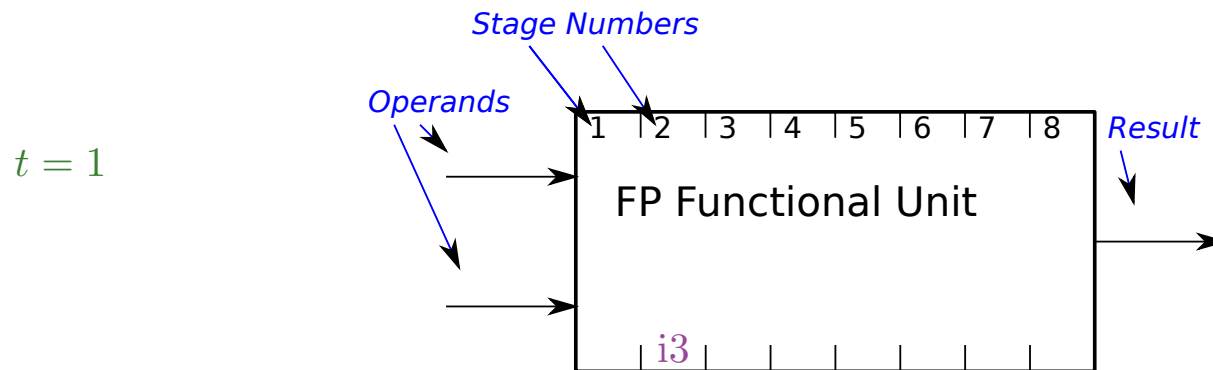 Stage Numbers
Operands
1 2 3 4 5 6 7 8
Result
t = 1
FP Functional Unit
i3